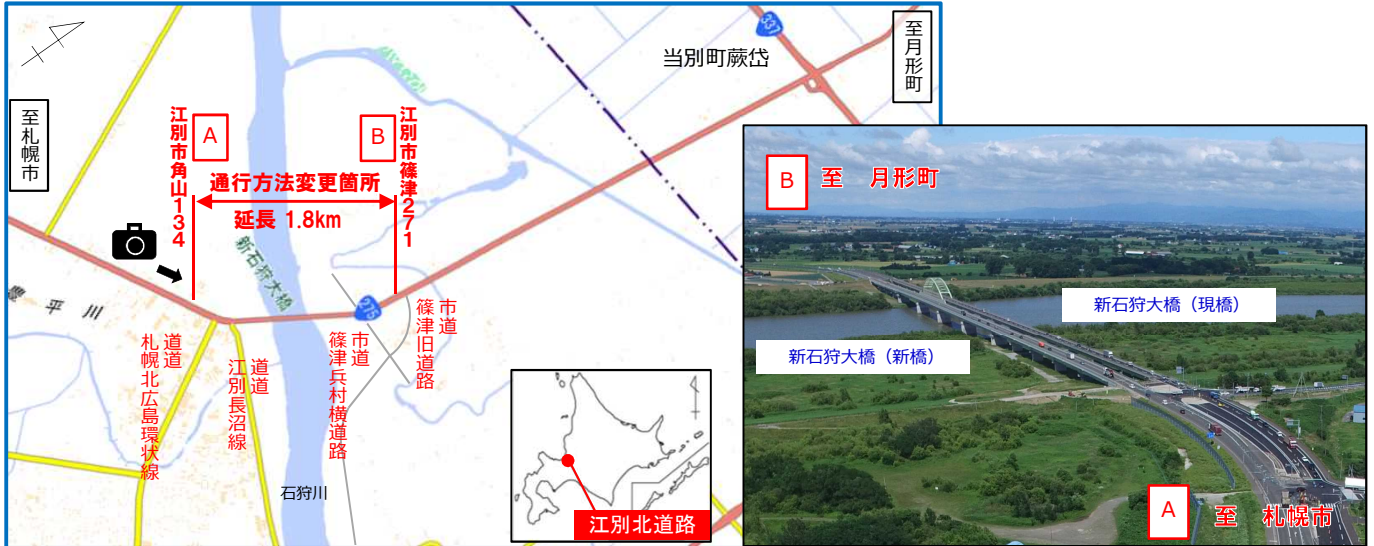 至札幌市
江別市角山134
A
B
江別市篠津271
通行方法変更箇所
延長 1.8km
新石狩大橋
337
当別町蕨岱
至月形町
豊平川
275
道道
札幌北広島環状線
道道
江別長沼線
市道
篠津兵村横道路
市道
篠津旧道路
石狩川
江別北道路
B 至 月形町
新石狩大橋（現橋）
新石狩大橋（新橋）
A 至 札幌市